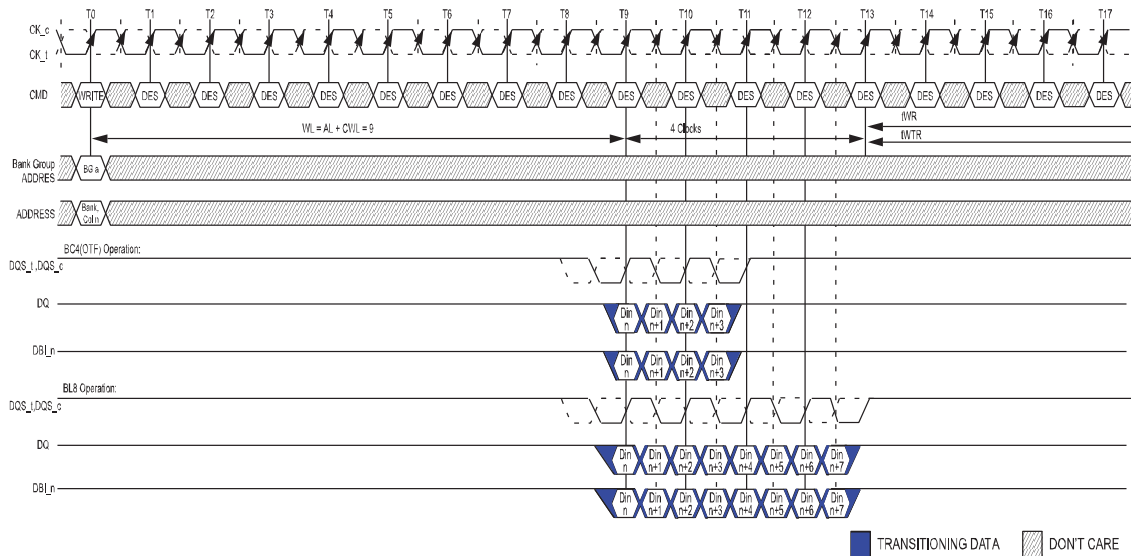 T0 T1 T2 T3 T4 T5 T6 T7 T8 T9 T10 T11 T12 T13 T14 T15 T16 T17
CK_c
CK_t
CMD WRITE DES DES DES DES DES DES DES DES DES DES DES DES DES DES DES DES DES
WL = AL + CWL = 9 4 Clocks tWR
tWTR
Bank Group
ADDRES BG a
ADDRESS Bank,
Col n
BC4(OTF) Operation:
DQS_t ,DQS_c
DQ Din Din Din Din
n n+1 n+2 n+3
DBI_n Din Din Din Din
n n+1 n+2 n+3
BL8 Operation:
DQS_t,DQS_c
DQ Din Din Din Din Din Din Din Din
n n+1 n+2 n+3 n+4 n+5 n+6 n+7
DBI_n Din Din Din Din Din Din Din Din
n n+1 n+2 n+3 n+4 n+5 n+6 n+7
TRANSITIONING DATA DON'T CARE